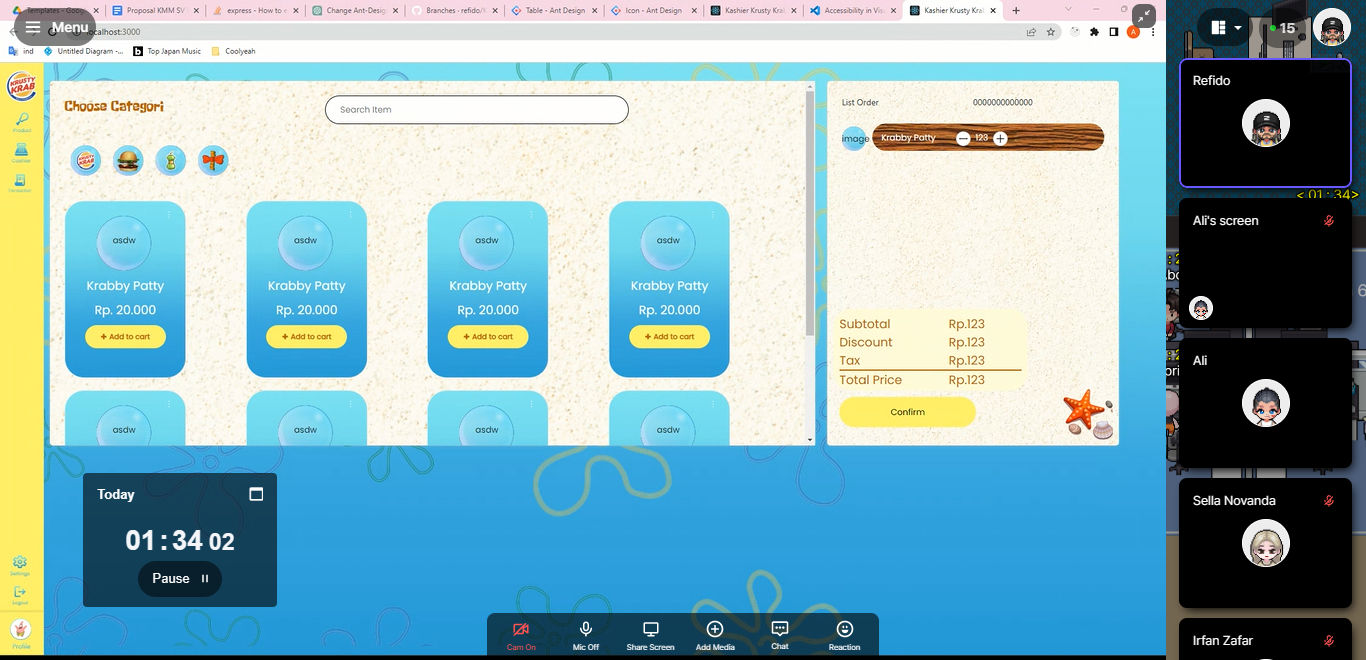 Templates - Goog
Proposal KMM SV
express - How to e
Change Ant-Desig
Branches · refido/K
Table - Ant Design
Icon - Ant Design
Kashier Krusty Kral
Accessibility in Vis
Kashier Krusty Kral
Menu
localhost:3000
A
ind
Untitled Diagram -...
Top Japan Music
Coolyeah
KRUSTY
KRAB
Product
Cashier
Transaction
Settings
Logout
Profile
Choose Categori
Search Item
KRUSTY
KRAB
asdw
Krabby Patty
Rp. 20.000
+ Add to cart
asdw
Krabby Patty
Rp. 20.000
+ Add to cart
asdw
Krabby Patty
Rp. 20.000
+ Add to cart
asdw
Krabby Patty
Rp. 20.000
+ Add to cart
asdw
asdw
asdw
asdw
List Order
0000000000000
image
Krabby Patty
123
Subtotal Rp.123
Discount Rp.123
Tax Rp.123
Total Price Rp.123
Confirm
Today
01:34 02
Pause
Cam On
Mic Off
Share Screen
Add Media
Chat
Reaction
15
Refido
< 01: 34>
Ali's screen
Ali
Sella Novanda
Irfan Zafar